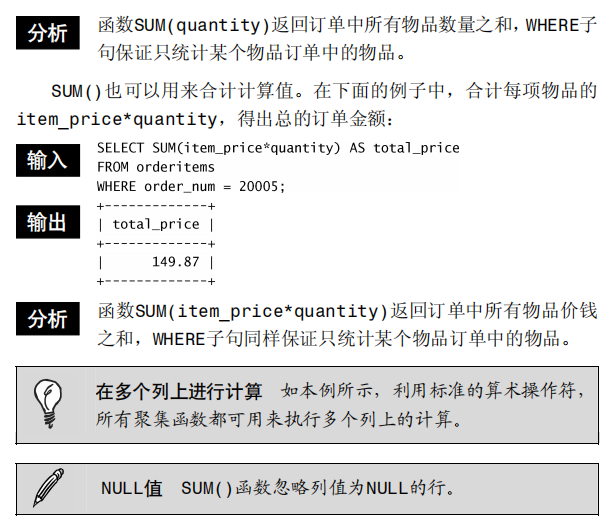 分析 函数SUM(quantity)返回订单中所有物品数量之和，WHERE子
句保证只统计某个物品订单中的物品。
SUM()也可以用来合计计算值。在下面的例子中，合计每项物品的
item_price*quantity，得出总的订单金额：
输入 SELECT SUM(item_price*quantity) AS total_price
FROM orderitems
WHERE order_num = 20005;
+-------------+
输出 | total_price |
+-------------+
|      149.87 |
+-------------+
分析 函数SUM(item_price*quantity)返回订单中所有物品价钱
之和，WHERE子句同样保证只统计某个物品订单中的物品。
在多个列上进行计算 如本例所示，利用标准的算术操作符，
所有聚集函数都可用来执行多个列上的计算。
NULL值 SUM()函数忽略列值为NULL的行。